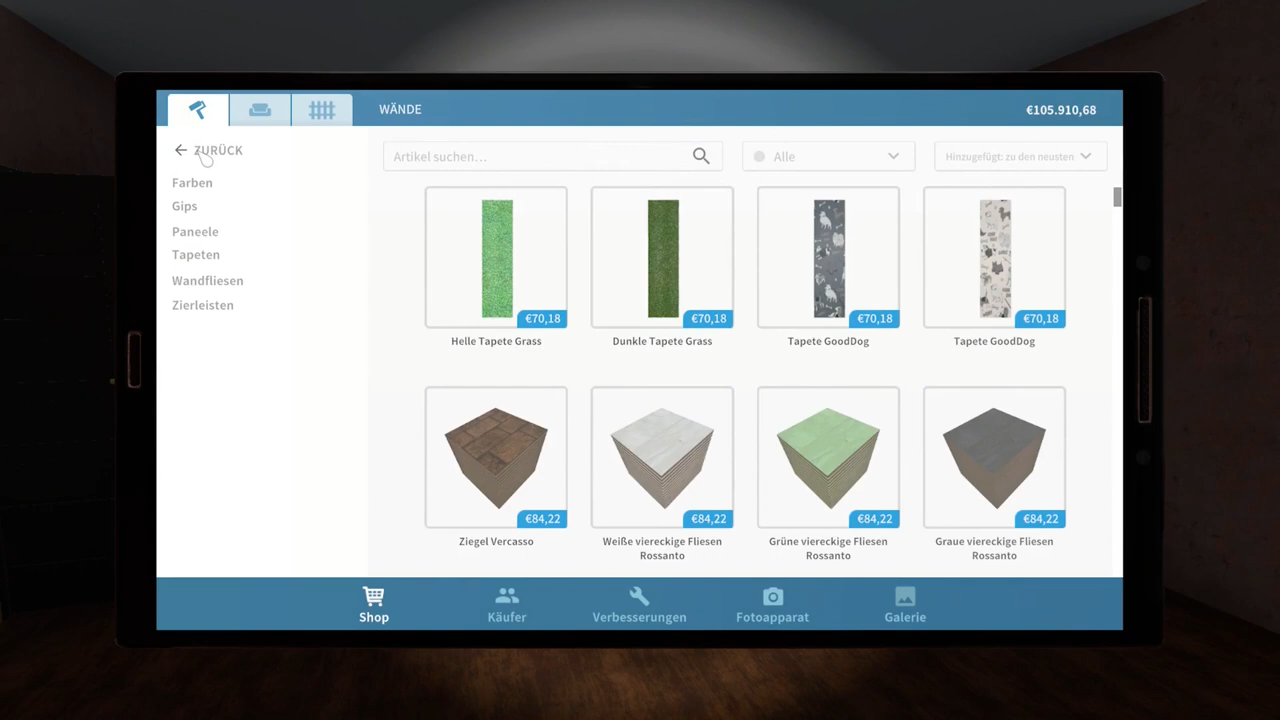 WÄNDE
€105.910,68
ZURÜCK
Farben
Gips
Paneele
Tapeten
Wandfliesen
Zierleisten
Artikel suchen...
Alle
Hinzugefügt: zu den neusten
€70,18
€70,18
€70,18
€70,18
Helle Tapete Grass
Dunkle Tapete Grass
Tapete GoodDog
Tapete GoodDog
€84,22
€84,22
€84,22
€84,22
Ziegel Vercasso
Weiße viereckige Fliesen
Rossanto
Grüne viereckige Fliesen
Rossanto
Graue viereckige Fliesen
Rossanto
Shop
Käufer
Verbesserungen
Fotoapparat
Galerie